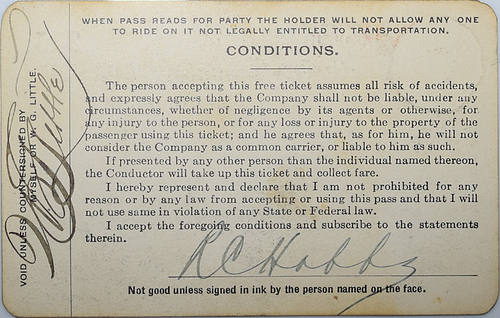 WHEN PASS READS FOR PARTY THE HOLDER WILL NOT ALLOW ANY ONE
TO RIDE ON IT NOT LEGALLY ENTITLED TO TRANSPORTATION.
CONDITIONS.
The person accepting this free ticket assumes all risk of accidents,
and expressly agrees that the Company shall not be liable, under any
circumstances, whether of negligence by its agents or otherwise, for
any injury to the person, or for any loss or injury to the property of the
passenger using this ticket; and he agrees that, as for him, he will not
consider the Company as a common carrier, or liable to him as such.
If presented by any other person than the individual named thereon,
the Conductor will take up this ticket and collect fare.
I hereby represent and declare that I am not prohibited for any
reason or by any law from accepting or using this pass and that I will
not use same in violation of any State or Federal law.
I accept the foregoing conditions and subscribe to the statements
therein.
R C Hobby
Not good unless signed in ink by the person named on the face.
VOID UNLESS COUNTERSIGNED BY
MYSELF OR W. G. LITTLE.
W G Little